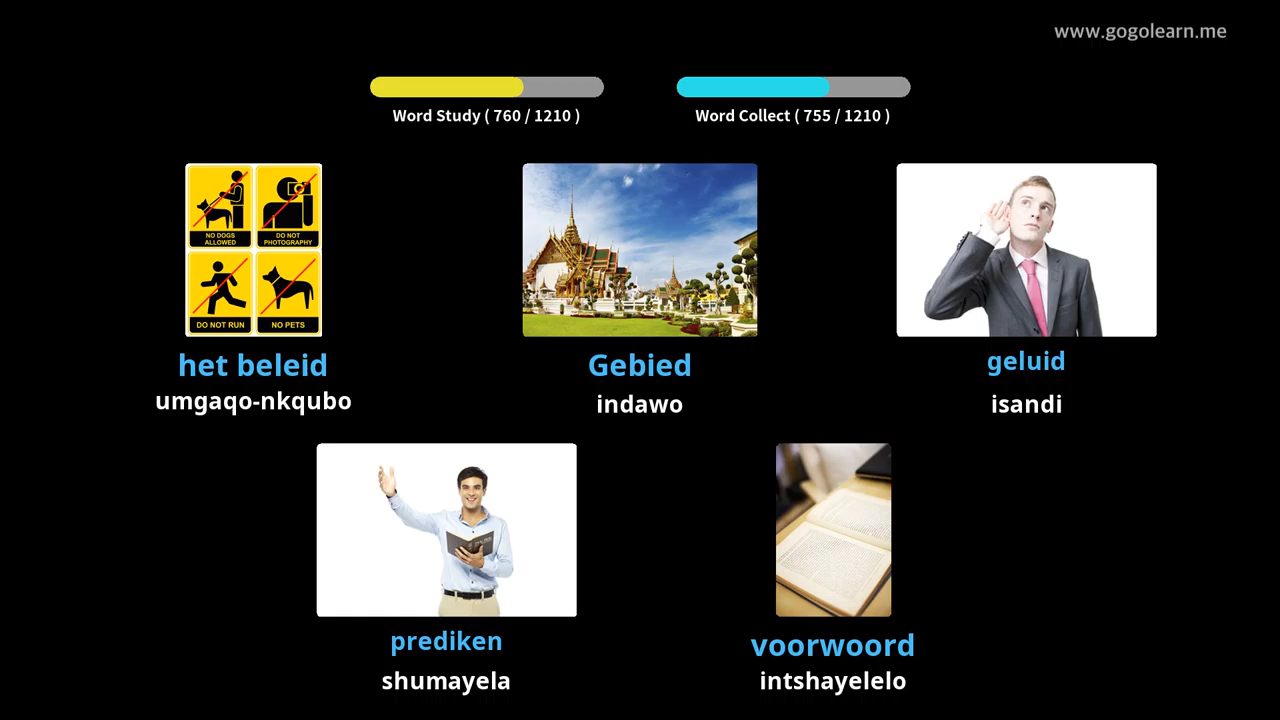 www.gogolearn.me
Word Study ( 760 / 1210 )
Word Collect ( 755 / 1210 )
NO DOGS
ALLOWED
DO NOT
PHOTOGRAPHY
DO NOT RUN
NO PETS
het beleid
umgaqo-nkqubo
Gebied
indawo
geluid
isandi
prediken
shumayela
voorwoord
intshayelelo